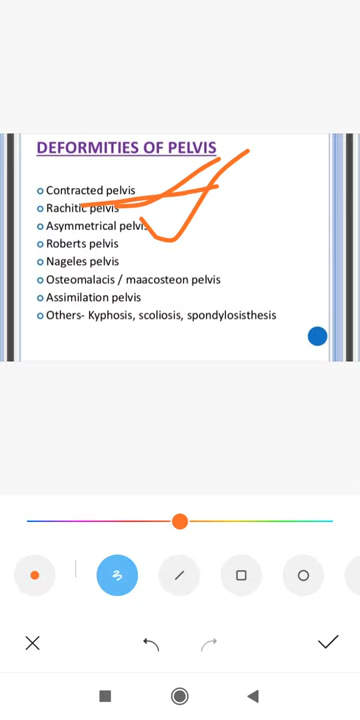 DEFORMITIES OF PELVIS
Contracted pelvis
Rachitic pelvis
Asymmetrical pelvis
Roberts pelvis
Nageles pelvis
Osteomalacis / maacosteon pelvis
Assimilation pelvis
Others- Kyphosis, scoliosis, spondylosisthesis